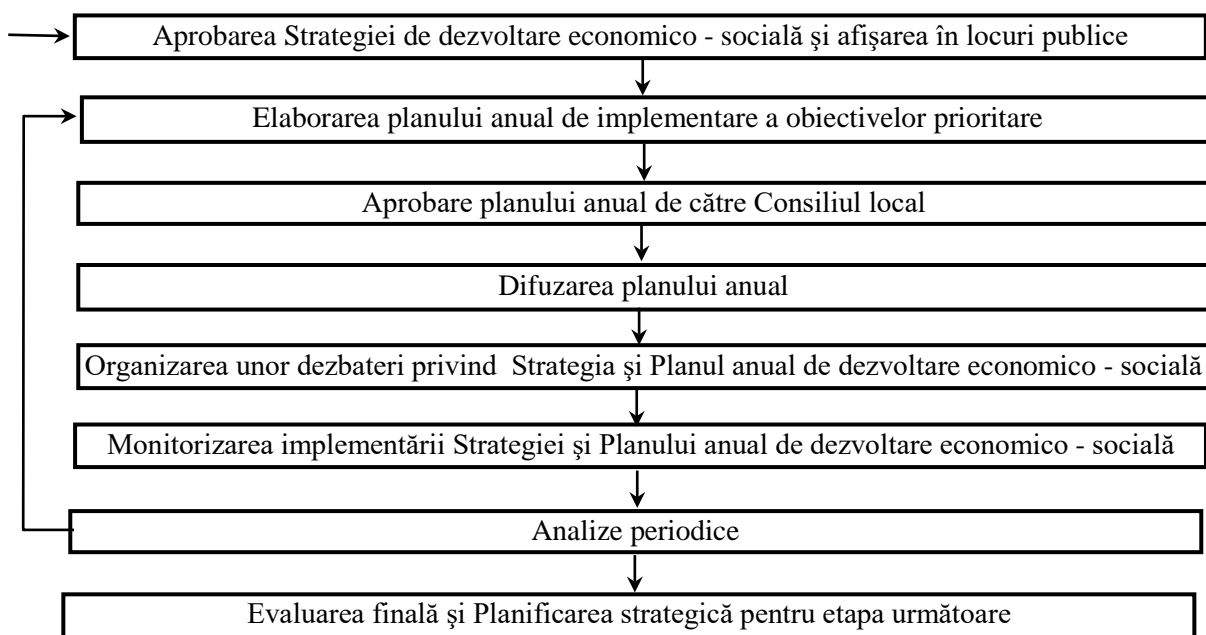 Aprobarea Strategiei de dezvoltare economico - socială şi afişarea în locuri publice
Elaborarea planului anual de implementare a obiectivelor prioritare
Aprobare planului anual de către Consiliul local
Difuzarea planului anual
Organizarea unor dezbateri privind  Strategia şi Planul anual de dezvoltare economico - socială
Monitorizarea implementării Strategiei şi Planului anual de dezvoltare economico - socială
Analize periodice
Evaluarea finală şi Planificarea strategică pentru etapa următoare